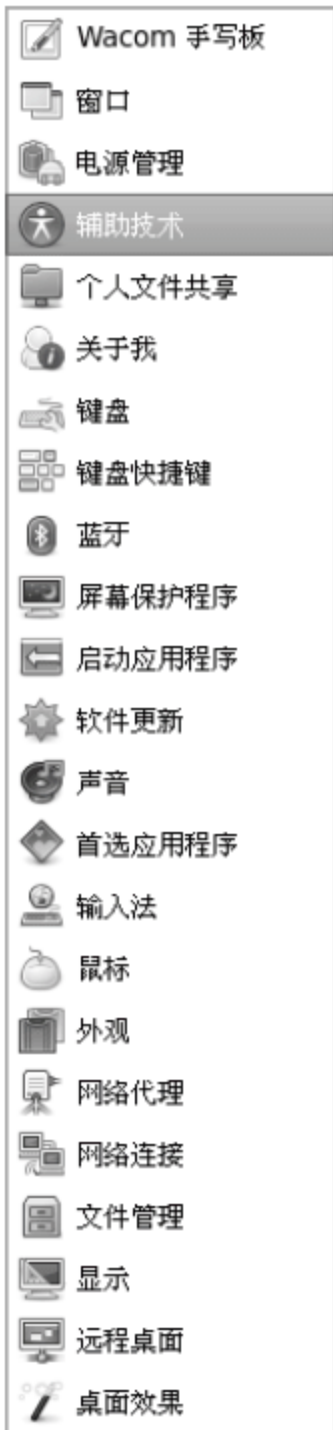 Wacom 手写板
窗口
电源管理
辅助技术
个人文件共享
关于我
键盘
键盘快捷键
蓝牙
屏幕保护程序
启动应用程序
软件更新
声音
首选应用程序
输入法
鼠标
外观
网络代理
网络连接
文件管理
显示
远程桌面
桌面效果